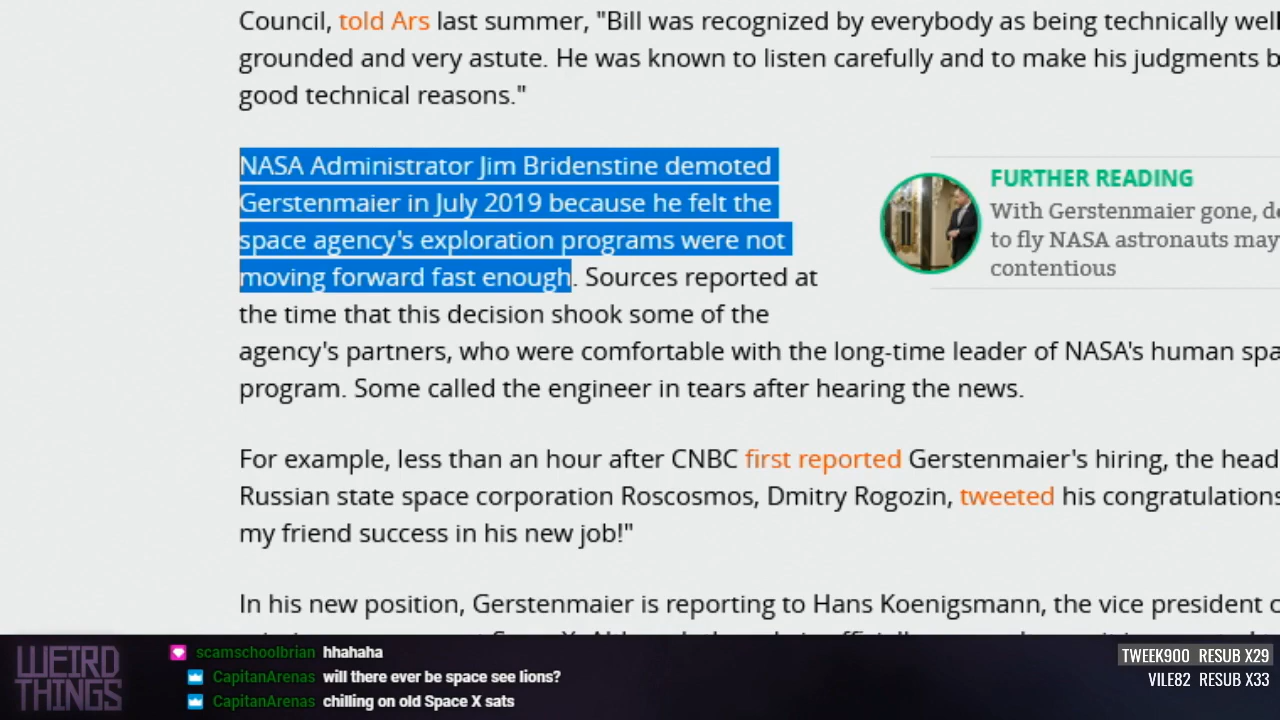 Council, told Ars last summer, "Bill was recognized by everybody as being technically well
grounded and very astute. He was known to listen carefully and to make his judgments
good technical reasons."
NASA Administrator Jim Bridenstine demoted
Gerstenmaier in July 2019 because he felt the
space agency's exploration programs were not
moving forward fast enough. Sources reported at
the time that this decision shook some of the
agency's partners, who were comfortable with the long-time leader of NASA's human
program. Some called the engineer in tears after hearing the news.
FURTHER READING
With Gerstenmaier gone,
to fly NASA astronauts may
contentious
For example, less than an hour after CNBC first reported Gerstenmaier's hiring, the head
Russian state space corporation Roscosmos, Dmitry Rogozin, tweeted his congratulations
my friend success in his new job!"
In his new position, Gerstenmaier is reporting to Hans Koenigsmann, the vice president
WEIRD
THINGS
scamschoolbrian hhahaha
CapitanArenas will there ever be space see lions?
CapitanArenas chilling on old Space X sats
TWEEK900 RESUB X29
VILE82 RESUB X33